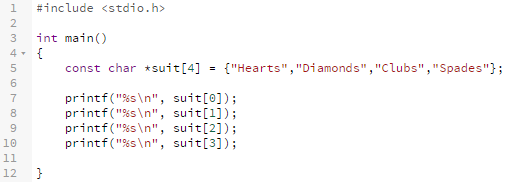 1 #include <stdio.h>
2
3 int main()
4 {
5     const char *suit[4] = {"Hearts","Diamonds","Clubs","Spades"};
6
7     printf("%s\n", suit[0]);
8     printf("%s\n", suit[1]);
9     printf("%s\n", suit[2]);
10     printf("%s\n", suit[3]);
11
12 }